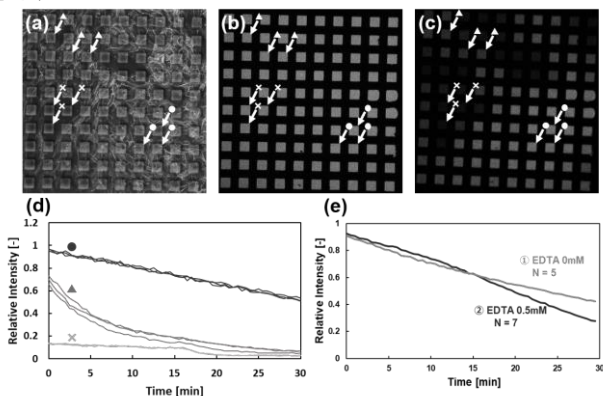 (a)
(b)
(c)
(d)
1.2
1
0.8
0.6
0.4
0.2
0
Relative Intensity [-]
0 5 10 15 20 25 30
Time [min]
(e)
1
0.8
0.6
0.4
0.2
0
Relative Intensity [-]
① EDTA 0mM
N = 5
② EDTA 0.5mM
N = 7
0 5 10 15 20 25 30
Time [min]